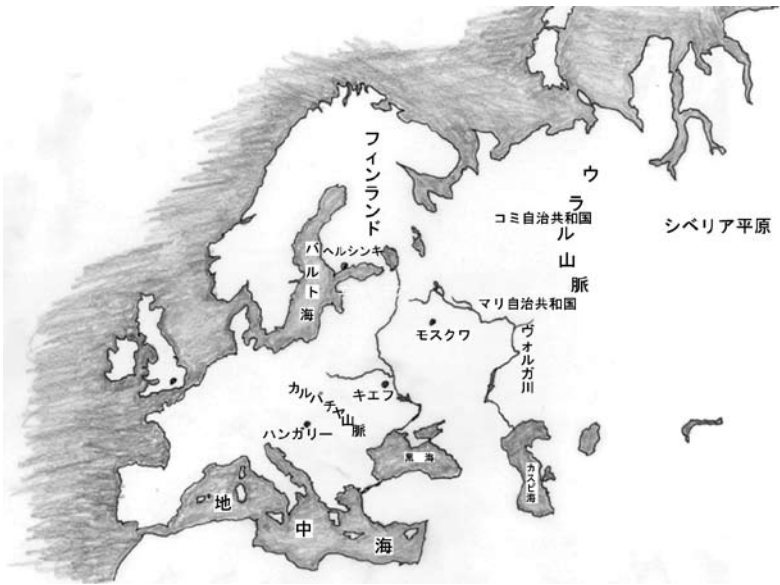 フィンランド
ウラル山脈
コミ自治共和国
シベリア平原
ヘルシンキ
バルト海
マリ自治共和国
モスクワ
ヴォルガ川
カルパチヤ山脈
キエフ
ハンガリー
黒海
カスピ海
地中海